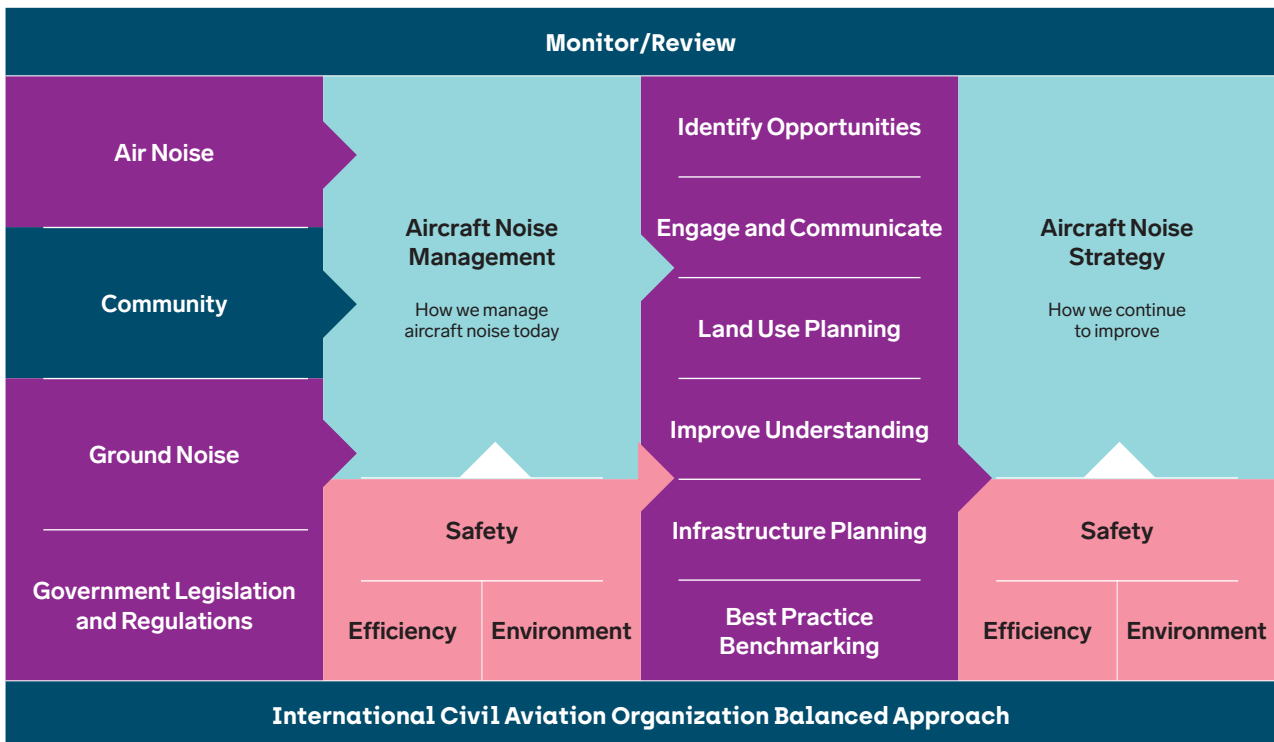 Monitor/Review
Air Noise
Community
Ground Noise
Government Legislation
and Regulations
Aircraft Noise
Management
How we manage
aircraft noise today
Safety
Efficiency
Environment
Identify Opportunities
Engage and Communicate
Land Use Planning
Improve Understanding
Infrastructure Planning
Best Practice
Benchmarking
Aircraft Noise
Strategy
How we continue
to improve
Safety
Efficiency
Environment
International Civil Aviation Organization Balanced Approach